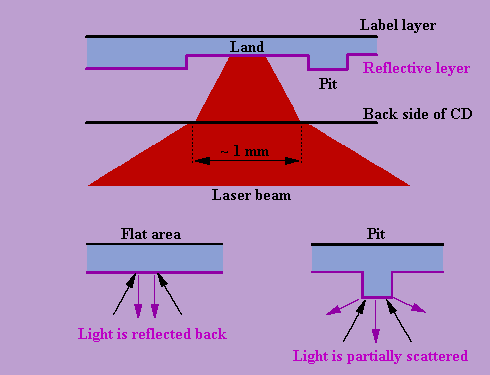 Label layer
Land
Reflective leyer
Pit
Back side of CD
~ 1 mm
Laser beam
Flat area
Pit
Light is reflected back
Light is partially scattered